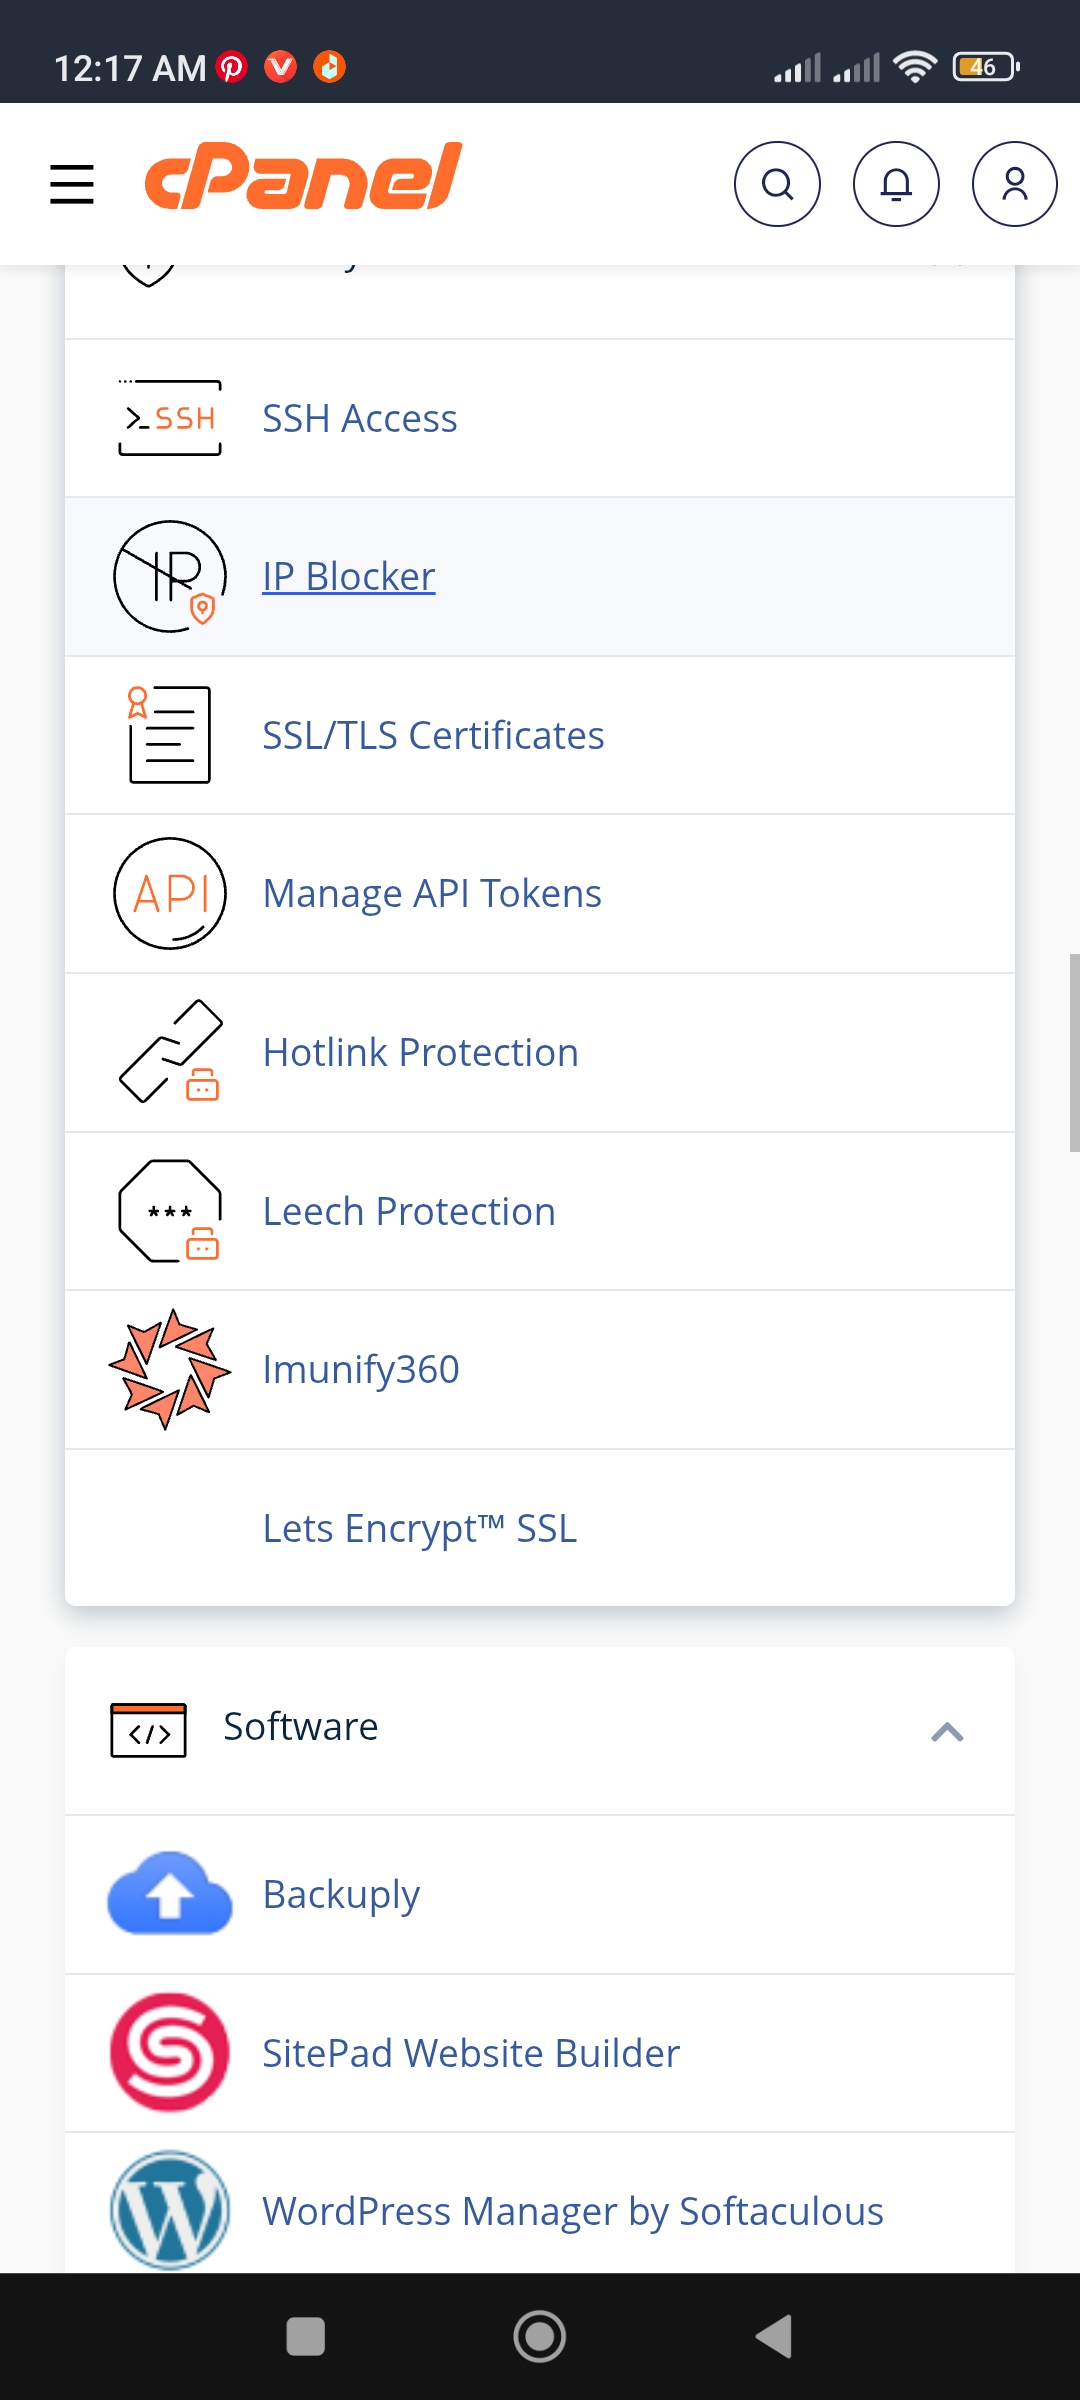 12:17 AM
46
cPanel
>_SSH
SSH Access
IP
IP Blocker
SSL/TLS Certificates
API
Manage API Tokens
Hotlink Protection
***
Leech Protection
Imunify360
Lets Encrypt™ SSL
</>
Software
Backuply
SitePad Website Builder
WordPress Manager by Softaculous